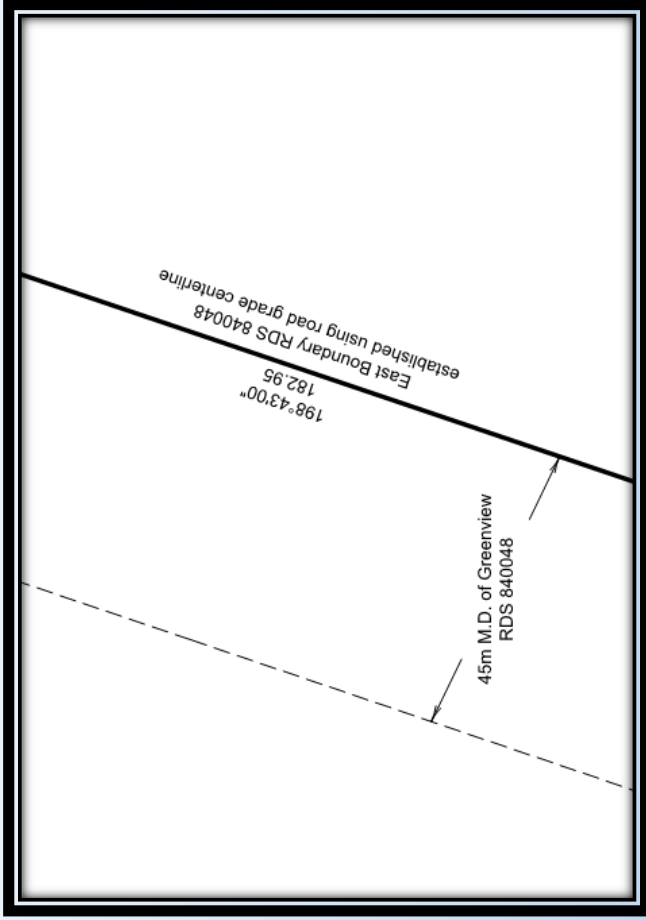 established using road grade centerline
East Boundary RDS 840048
182.95
198°43'00"
45m M.D. of Greenview
RDS 840048